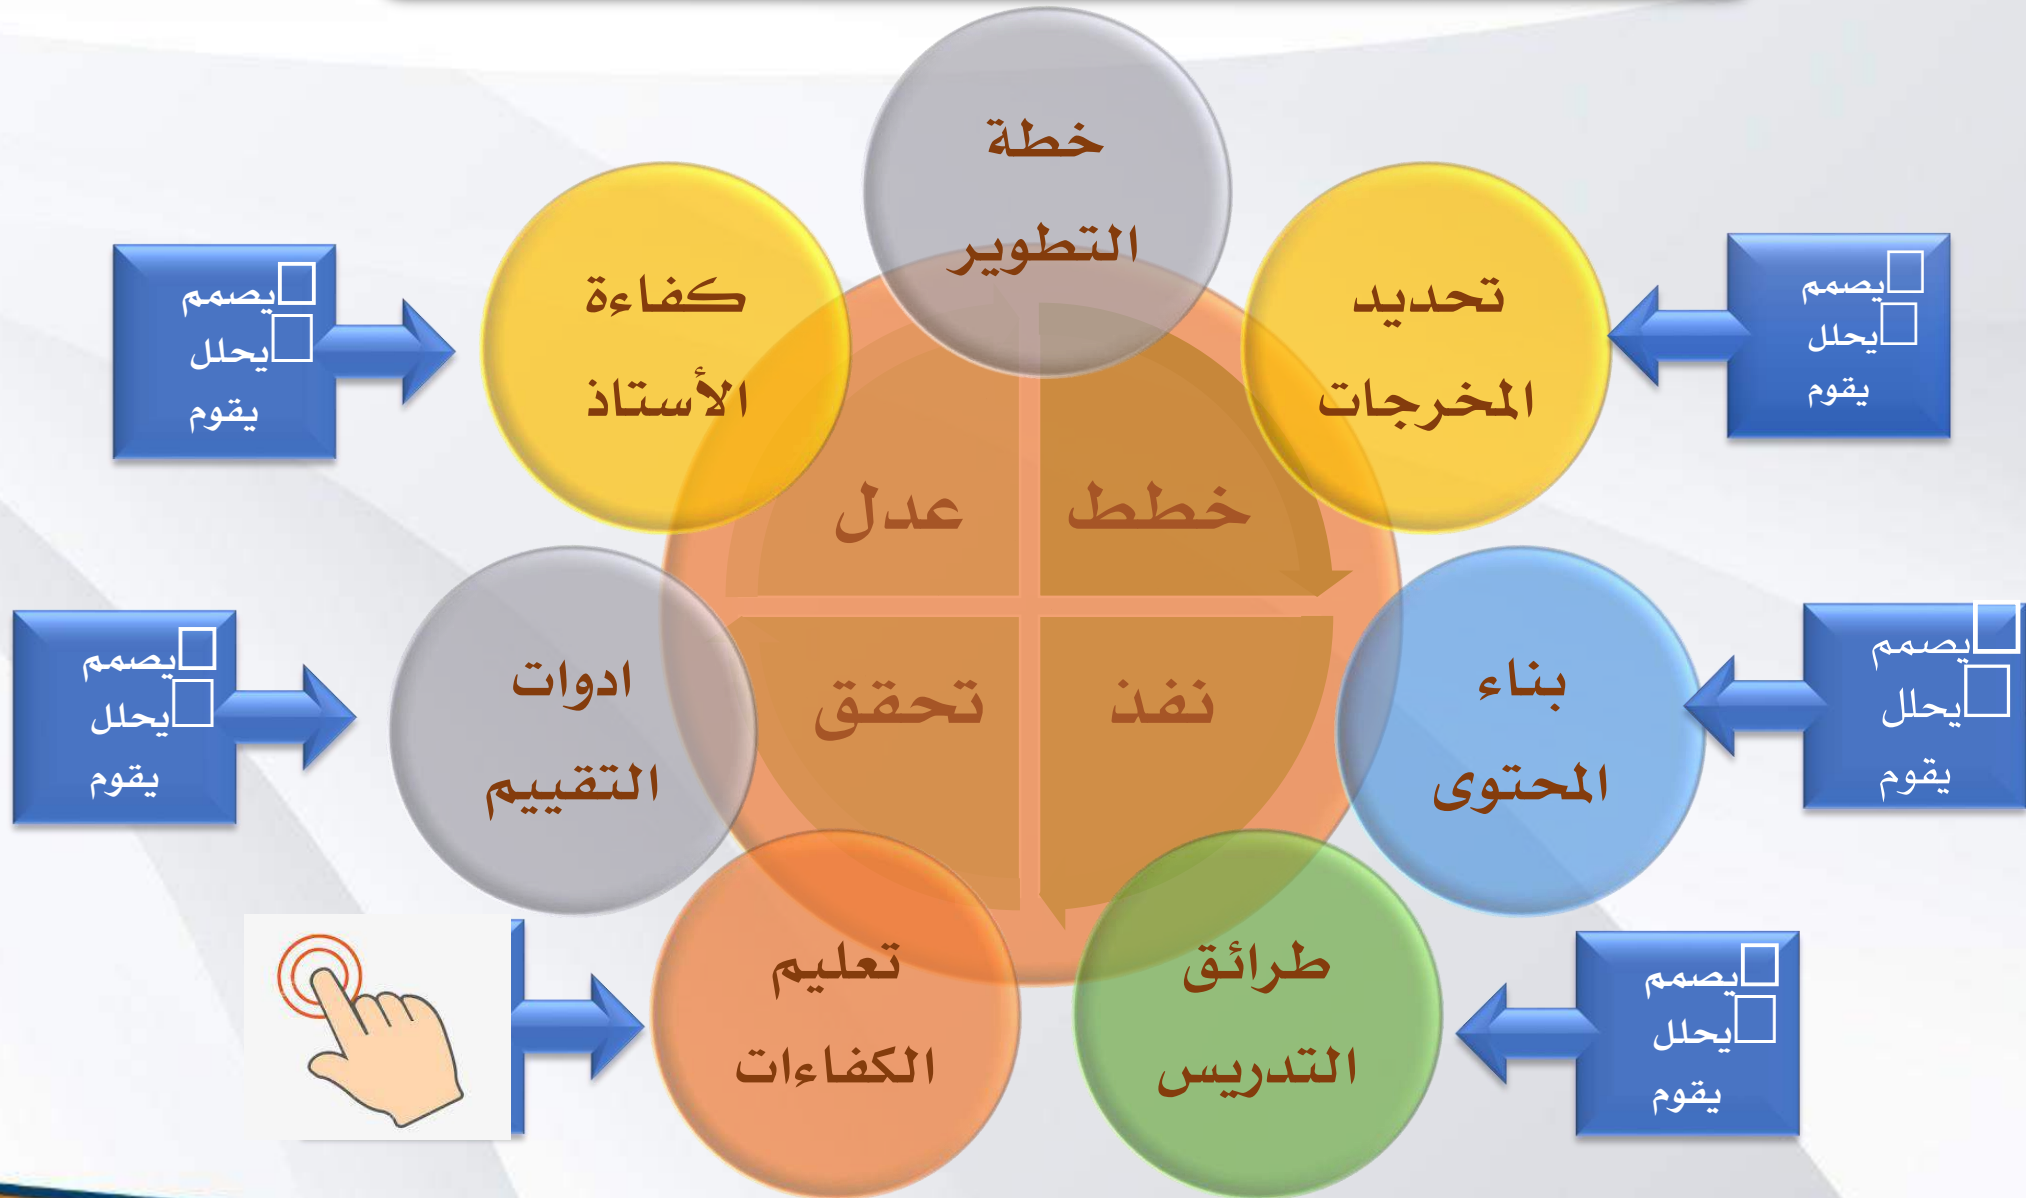 خطة
التطوير
تحديد
المخرجات
يصمم
يحلل
يقوم
بناء
المحتوى
يصمم
يحلل
يقوم
طرائق
التدريس
يصمم
يحلل
يقوم
تعليم
الكفاءات
ادوات
التقييم
يصمم
يحلل
يقوم
كفاءة
الأستاذ
يصمم
يحلل
يقوم
خطط
نفذ
تحقق
عدل